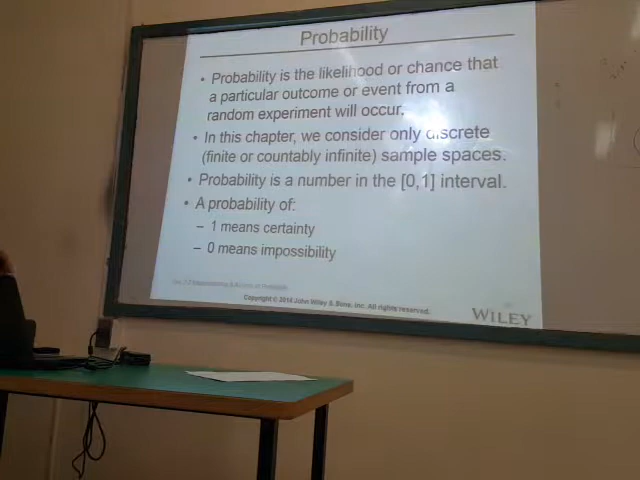 Probability
• Probability is the likelihood or chance that
a particular outcome or event from a
random experiment will occur.
• In this chapter, we consider only discrete
(finite or countably infinite) sample spaces.
• Probability is a number in the [0,1] interval.
• A probability of:
– 1 means certainty
– 0 means impossibility
Copyright © 2014 John Wiley & Sons, Inc. All rights reserved.
WILEY